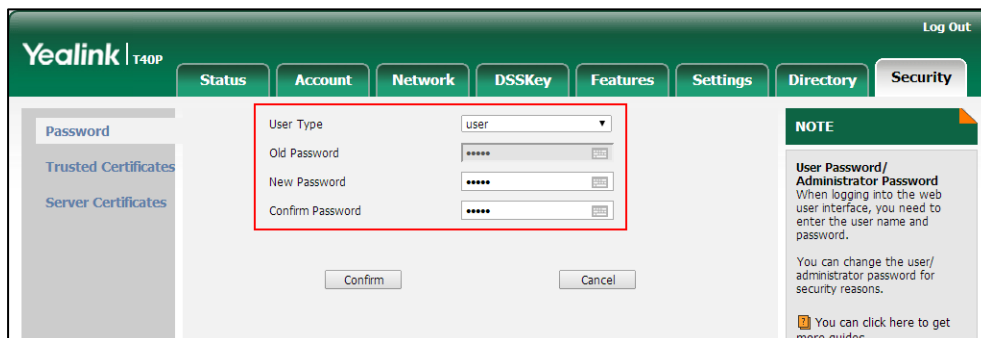 Log Out
Yealink | T40P
Status Account Network DSSKey Features Settings Directory Security
Password
Trusted Certificates
Server Certificates
User Type user
Old Password •••••
New Password •••••
Confirm Password •••••
Confirm Cancel
NOTE
User Password/
Administrator Password
When logging into the web
user interface, you need to
enter the user name and
password.
You can change the user/
administrator password for
security reasons.
You can click here to get
more guides